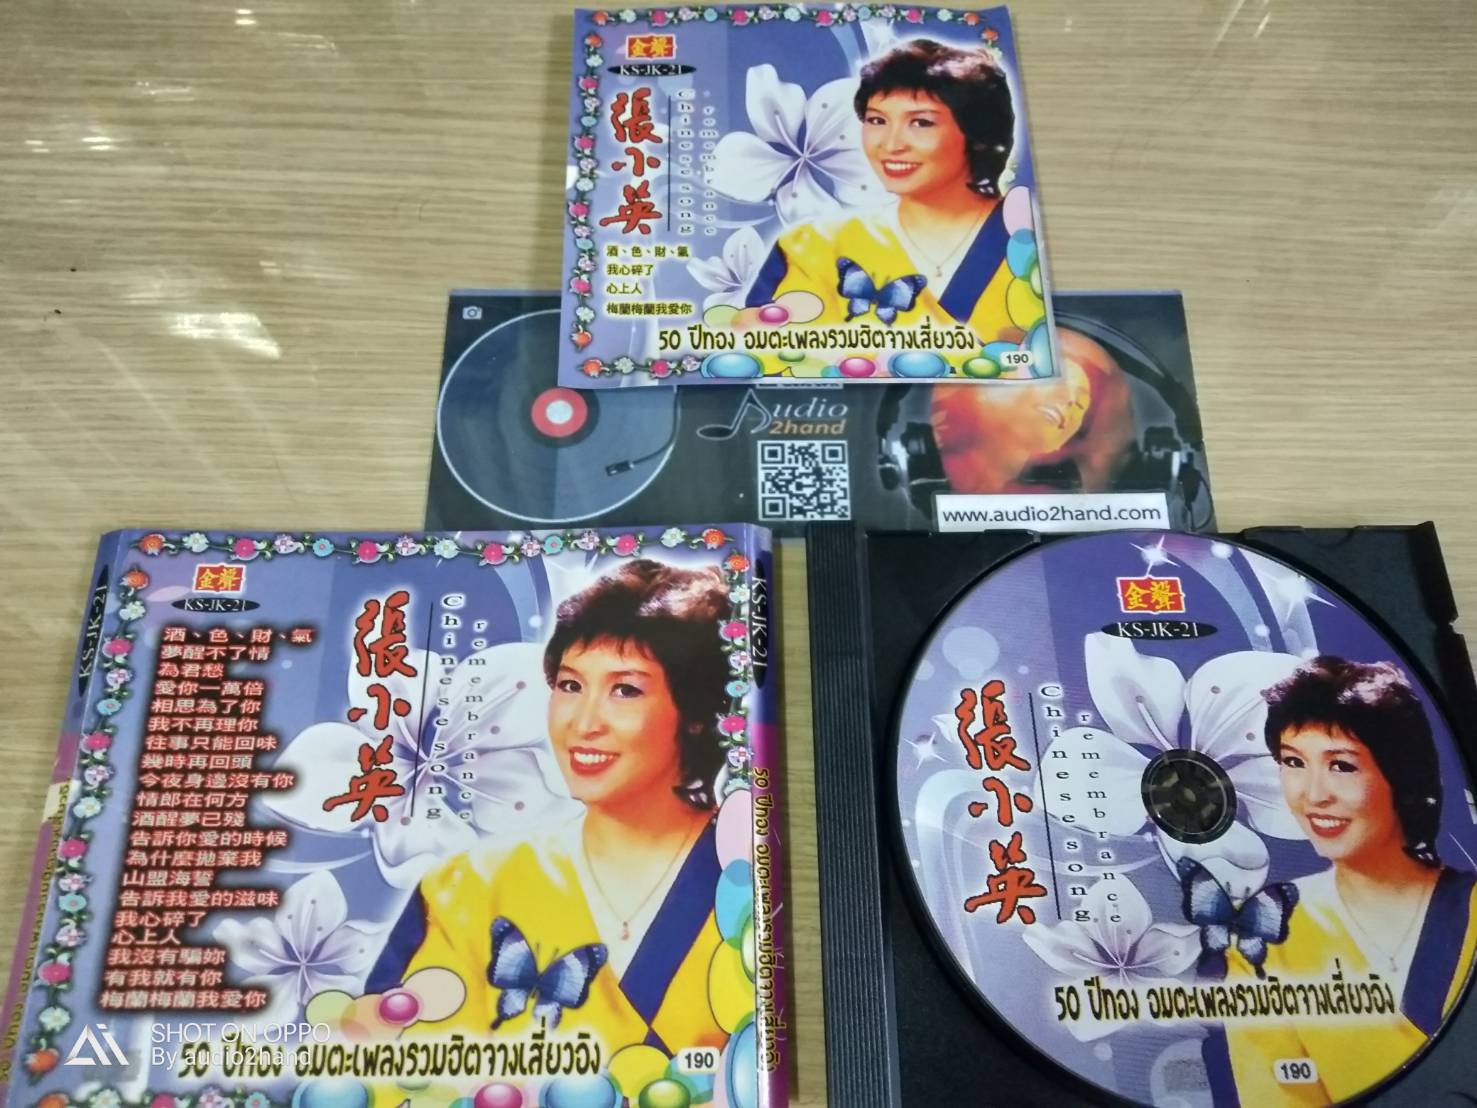 金聲
KS-JK-21
張小英
Chinese song
remembrance
酒、色、財、氣
我心碎了
心上人
梅蘭梅蘭我愛你
50 ปีทอง อมตะเพลงรวมฮิตจางเสี่ยวอิง
190
Audio
2hand
www.audio2hand.com
KS-JK-21
金聲
KS-JK-21
張小英
Chinese song
remembrance
酒、色、財、氣
夢醒不了情
為君愁
愛你一萬倍
相思為了你
我不再理你
往事只能回味
幾時再回頭
今夜身邊沒有你
情郎在何方
酒醒夢已殘
告訴你愛的時候
為什麼拋棄我
山盟海誓
告訴我愛的滋味
我心碎了
心上人
我沒有騙妳
有我就有你
梅蘭梅蘭我愛你
50 ปีทอง อมตะเพลงรวมฮิตจางเสี่ยวอิง
190
KS-JK-21
50 ปีทอง อมตะเพลงรวมฮิตจางเสี่ยวอิง
SHOT ON OPPO
By audio2hand
金聲
KS-JK-21
張小英
Chinese song
remembrance
50 ปีทอง อมตะเพลงรวมฮิตจางเสี่ยวอิง
190